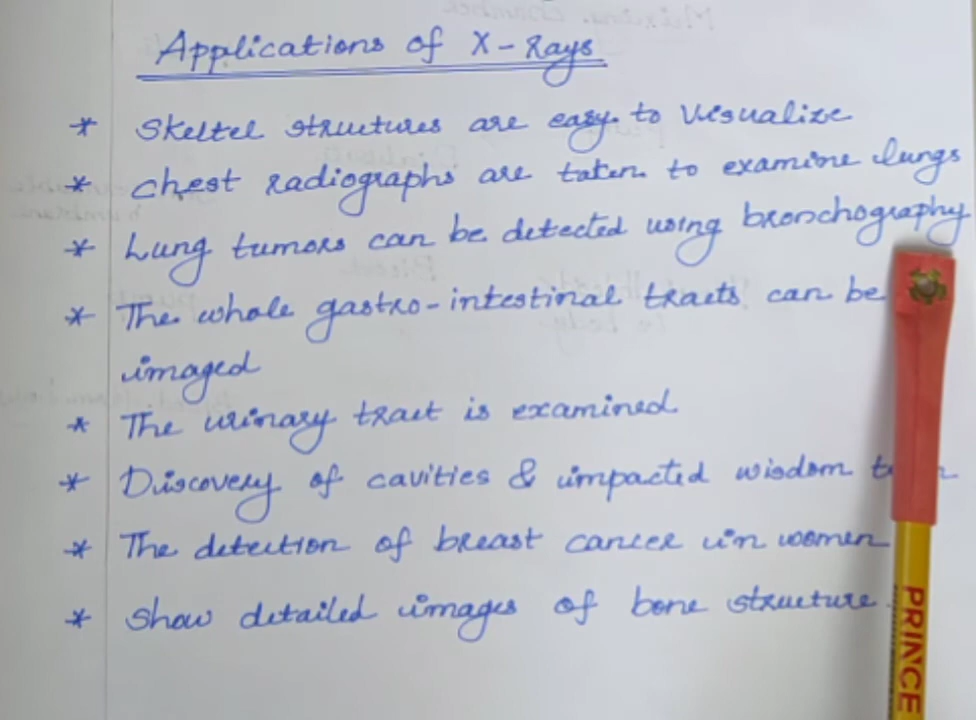 Applications of X-Rays
* Skeltel structures are easy to visualize
* chest radiographs are taken to examine lungs
* Lung tumors can be detected using bronchography
* The whole gastro-intestinal tracts can be
imaged
* The urinary tract is examined
* Discovery of cavities & impacted wisdom
* The detection of breast cancer in women
* Show detailed images of bone structure.
PRINCE